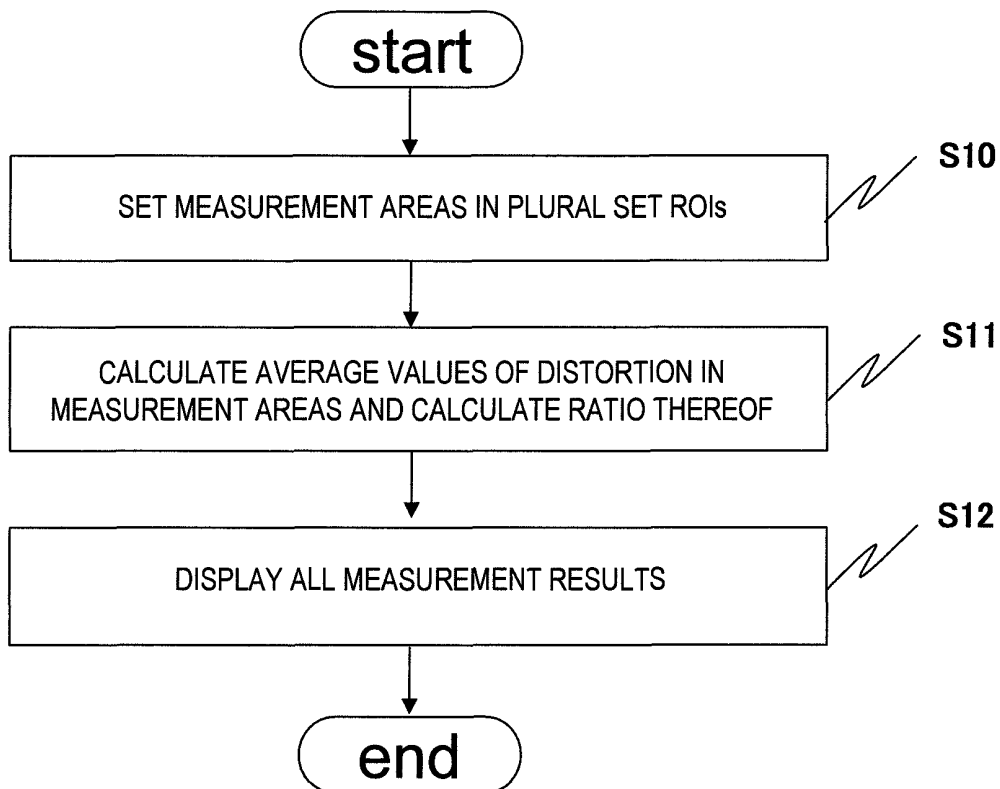 start
S10
SET MEASUREMENT AREAS IN PLURAL SET ROIs
S11
CALCULATE AVERAGE VALUES OF DISTORTION IN
MEASUREMENT AREAS AND CALCULATE RATIO THEREOF
S12
DISPLAY ALL MEASUREMENT RESULTS
end